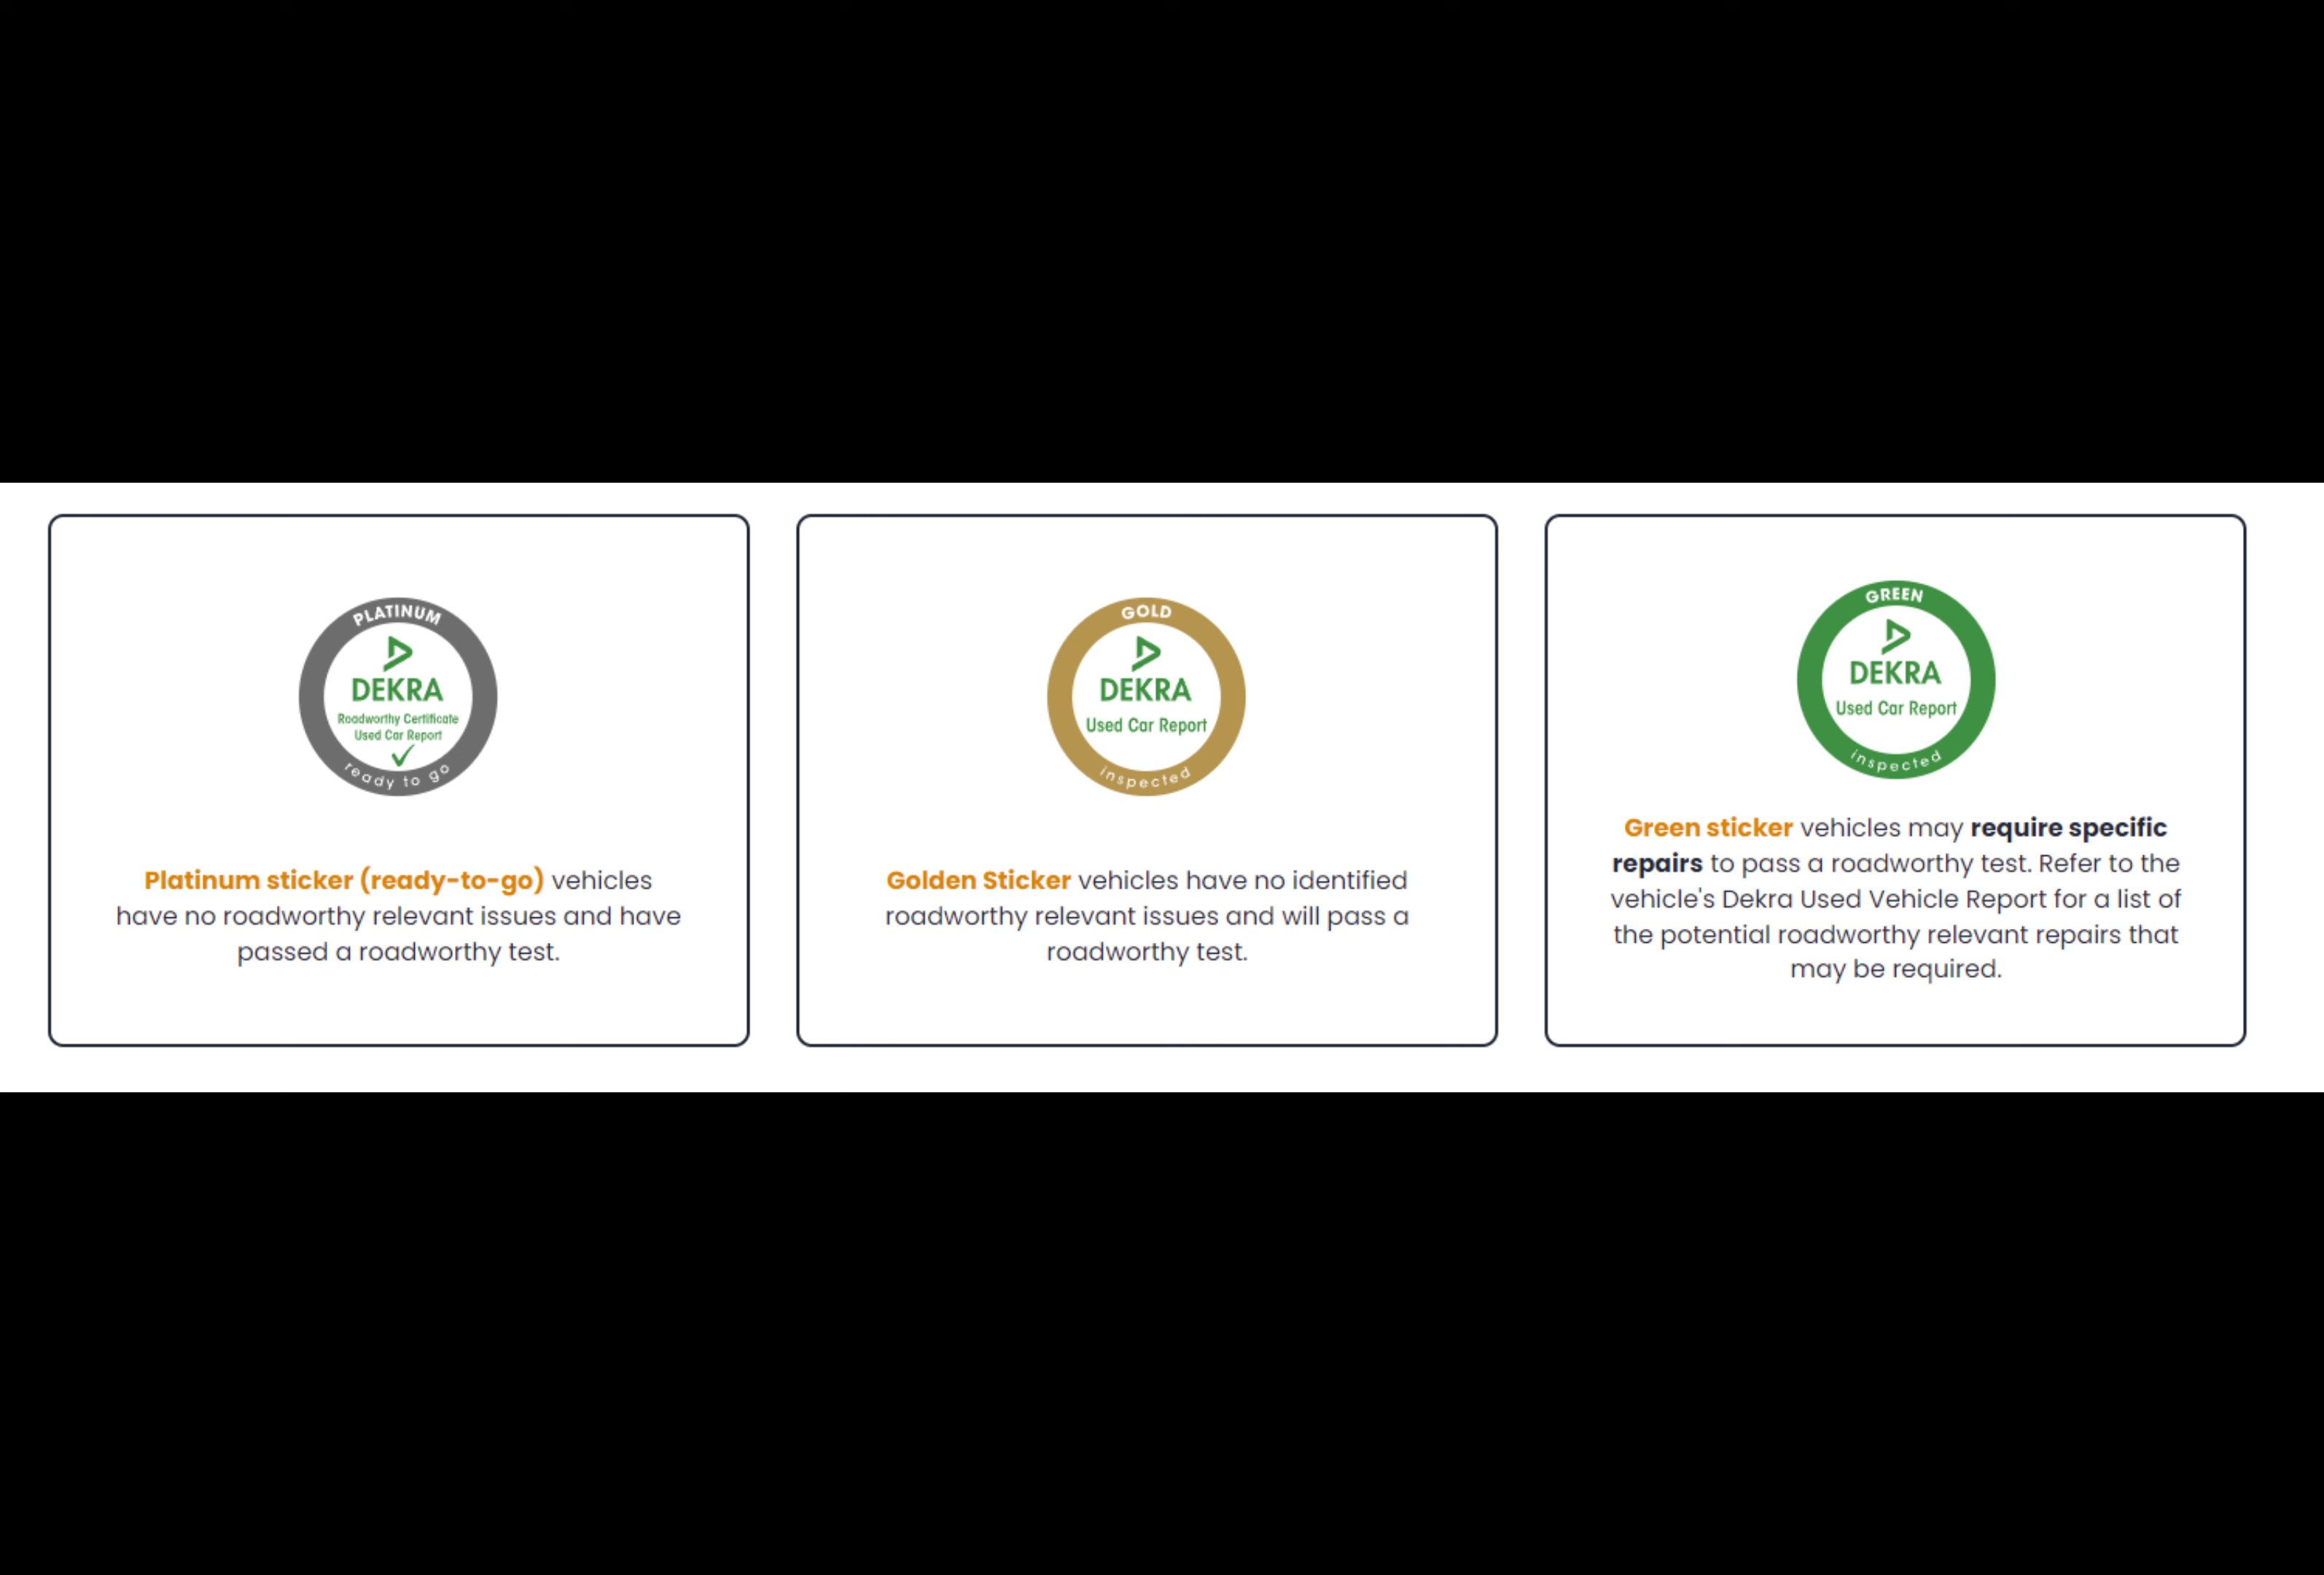 PLATINUM
DEKRA
Roadworthy Certificate
Used Car Report
ready to go
Platinum sticker (ready-to-go) vehicles
have no roadworthy relevant issues and have
passed a roadworthy test.
GOLD
DEKRA
Used Car Report
inspected
Golden Sticker vehicles have no identified
roadworthy relevant issues and will pass a
roadworthy test.
GREEN
DEKRA
Used Car Report
inspected
Green sticker vehicles may require specific
repairs to pass a roadworthy test. Refer to the
vehicle's Dekra Used Vehicle Report for a list of
the potential roadworthy relevant repairs that
may be required.